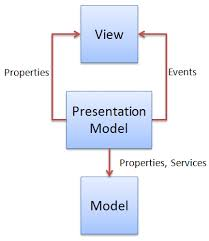 View
Properties
Events
Presentation
Model
Properties, Services
Model